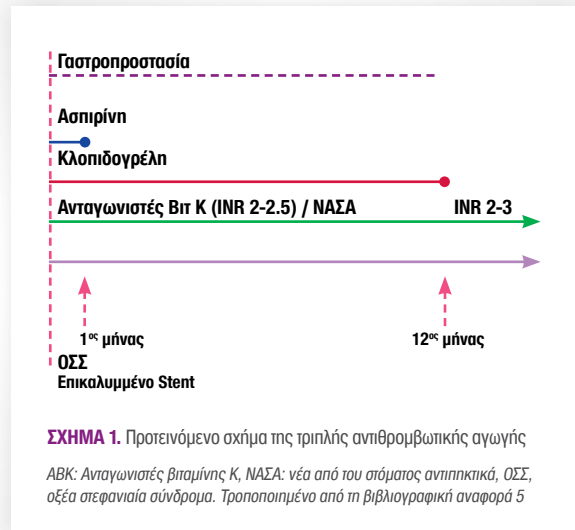 Γαστροπροστασία
Ασπιρίνη
Κλοπιδογρέλη
Ανταγωνιστές Βιτ Κ (INR 2-2.5) / ΝΑΣΑ INR 2-3
1ος μήνας 12ος μήνας
ΟΣΣ
Επικαλυμμένο Stent
ΣΧΗΜΑ 1. Προτεινόμενο σχήμα της τριπλής αντιθρομβωτικής αγωγής
ΑΒΚ: Ανταγωνιστές βιταμίνης Κ, ΝΑΣΑ: νέα από του στόματος αντιπηκτικά, ΟΣΣ,
οξέα στεφανιαία σύνδρομα. Τροποποιημένο από τη βιβλιογραφική αναφορά 5